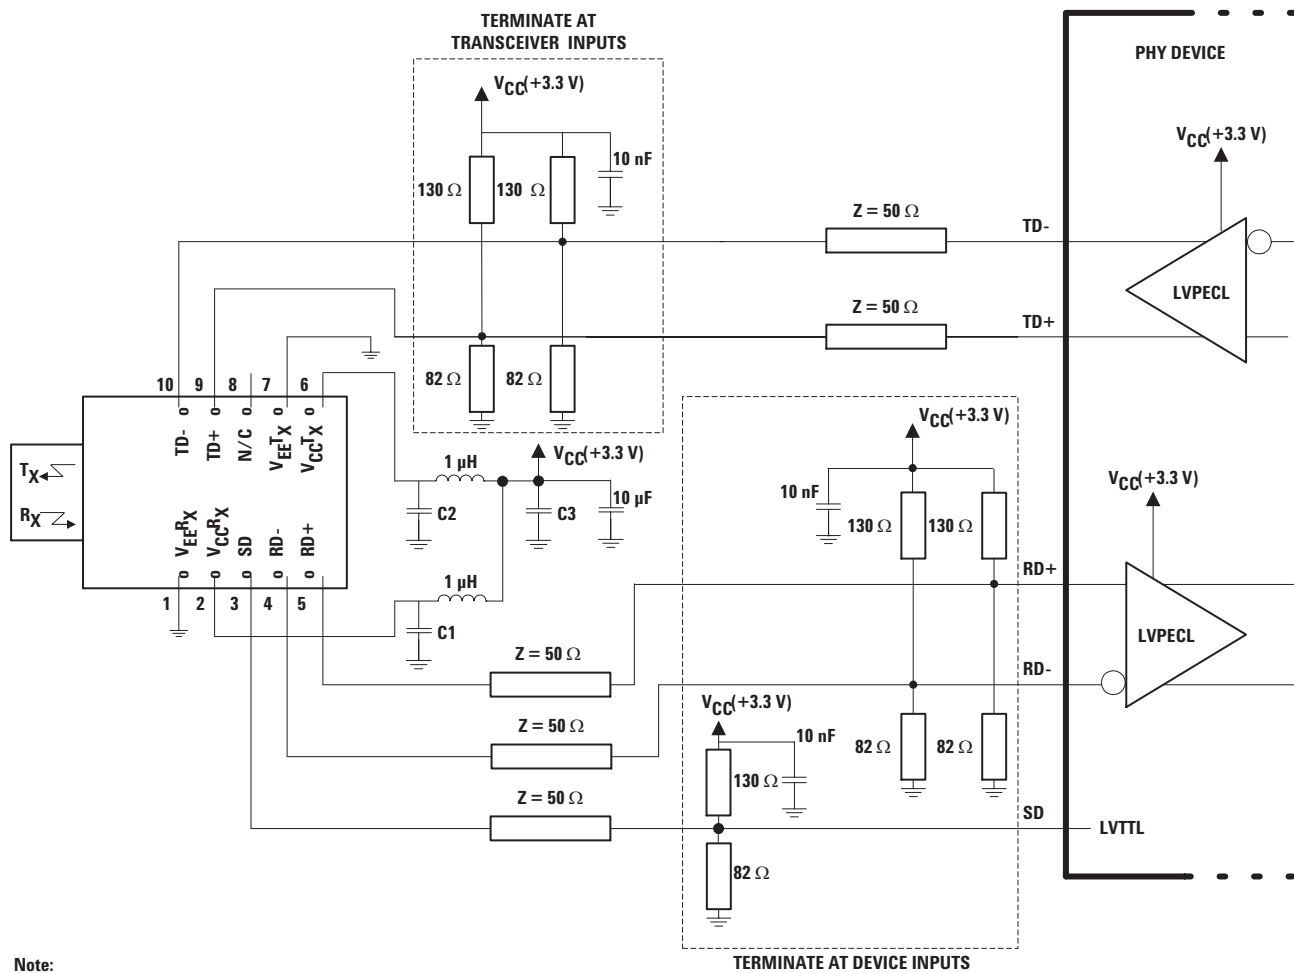 TERMINATE AT
TRANSCEIVER INPUTS
VCC(+3.3 V)
10 nF
130 Ω
130 Ω
82 Ω
82 Ω
PHY DEVICE
VCC(+3.3 V)
Z = 50 Ω
TD-
LVPECL
Z = 50 Ω
TD+
10
9
8
7
6
TD-
TD+
N/C
VEETX
VCCTX
TX
RX
VEERX
VCCRX
SD
RD-
RD+
1
2
3
4
5
1 µH
VCC(+3.3 V)
C2
C3
10 µF
1 µH
C1
VCC(+3.3 V)
10 nF
130 Ω
130 Ω
VCC(+3.3 V)
RD+
LVPECL
Z = 50 Ω
RD-
VCC(+3.3 V)
Z = 50 Ω
10 nF
82 Ω
82 Ω
130 Ω
Z = 50 Ω
SD
LVTTL
82 Ω
TERMINATE AT DEVICE INPUTS
Note: